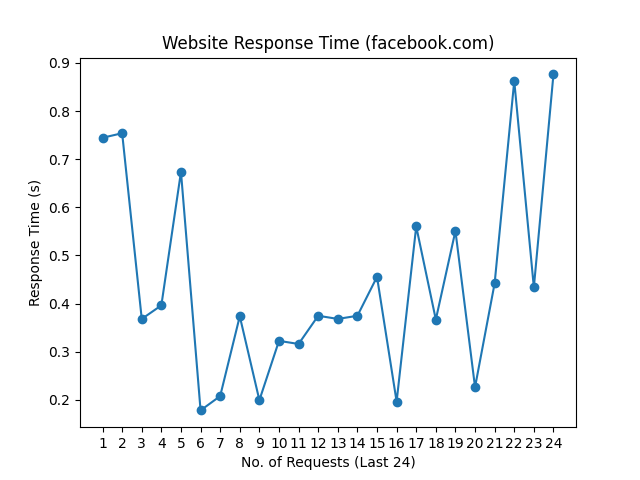 Website Response Time (facebook.com)
0.9
0.8
0.7
0.6
0.5
0.4
0.3
0.2
Response Time (s)
1 2 3 4 5 6 7 8 9 10 11 12 13 14 15 16 17 18 19 20 21 22 23 24
No. of Requests (Last 24)